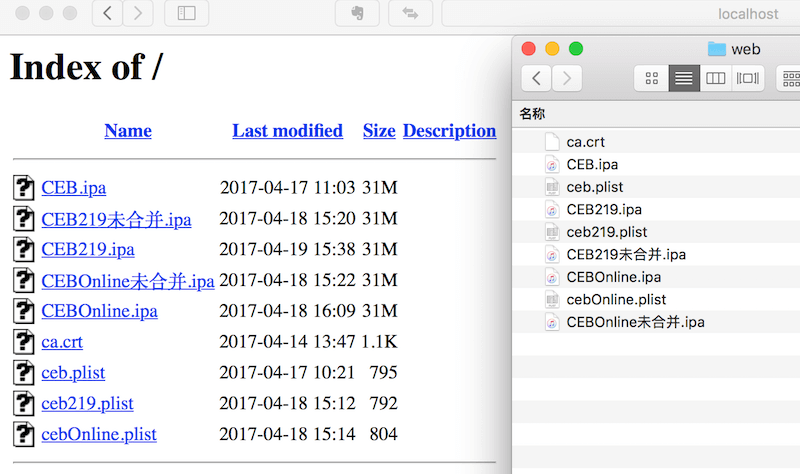 localhost
Index of /
Name Last modified Size Description
CEB.ipa 2017-04-17 11:03 31M
CEB219未合并.ipa 2017-04-18 15:20 31M
CEB219.ipa 2017-04-19 15:38 31M
CEBOnline未合并.ipa 2017-04-18 15:22 31M
CEBOnline.ipa 2017-04-18 16:09 31M
ca.crt 2017-04-14 13:47 1.1K
ceb.plist 2017-04-17 10:21 795
ceb219.plist 2017-04-18 15:12 792
cebOnline.plist 2017-04-18 15:14 804
web
名称
ca.crt
CEB.ipa
ceb.plist
CEB219.ipa
ceb219.plist
CEB219未合并.ipa
CEBOnline.ipa
cebOnline.plist
CEBOnline未合并.ipa